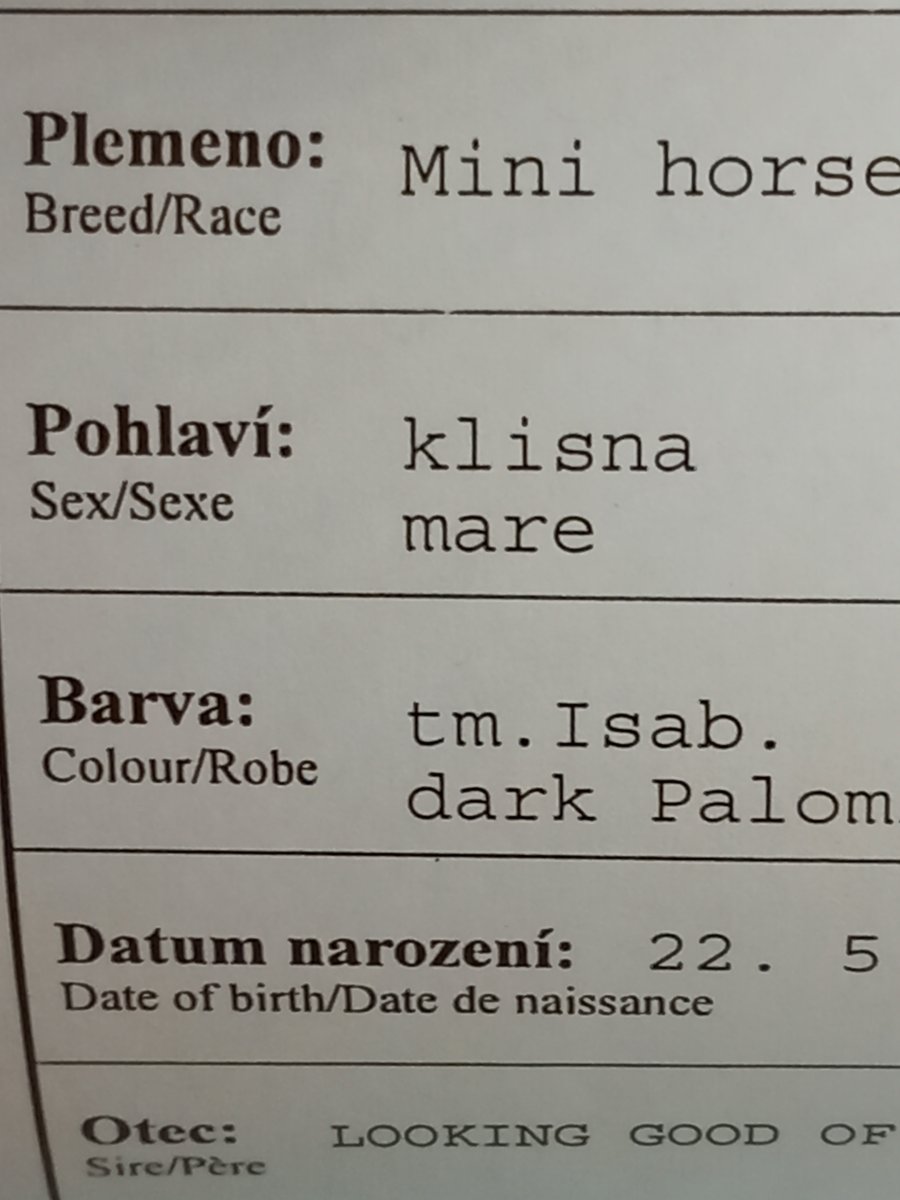 Plemeno: Mini horse
Breed/Race
Pohlaví: klisna
Sex/Sexe
mare
Barva: tm.Isab.
Colour/Robe
dark Palom
Datum narození: 22. 5
Date of birth/Date de naissance
Otec: LOOKING GOOD OF
Sire/Père